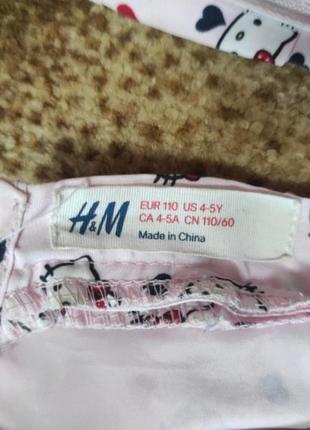 H&M
EUR 110 US 4-5Y
CA 4-5A CN 110/60
Made in China